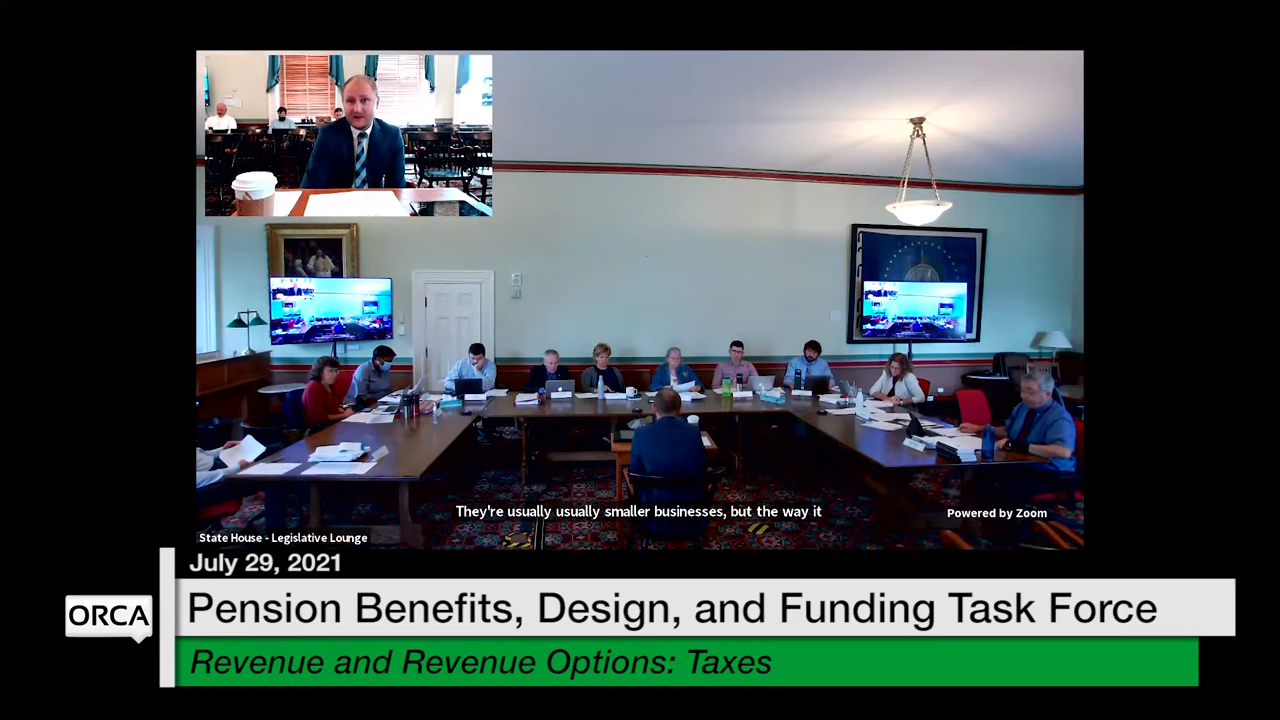 They're usually usually smaller businesses, but the way it
Powered by Zoom
State House - Legislative Lounge
July 29, 2021
ORCA
Pension Benefits, Design, and Funding Task Force
Revenue and Revenue Options: Taxes